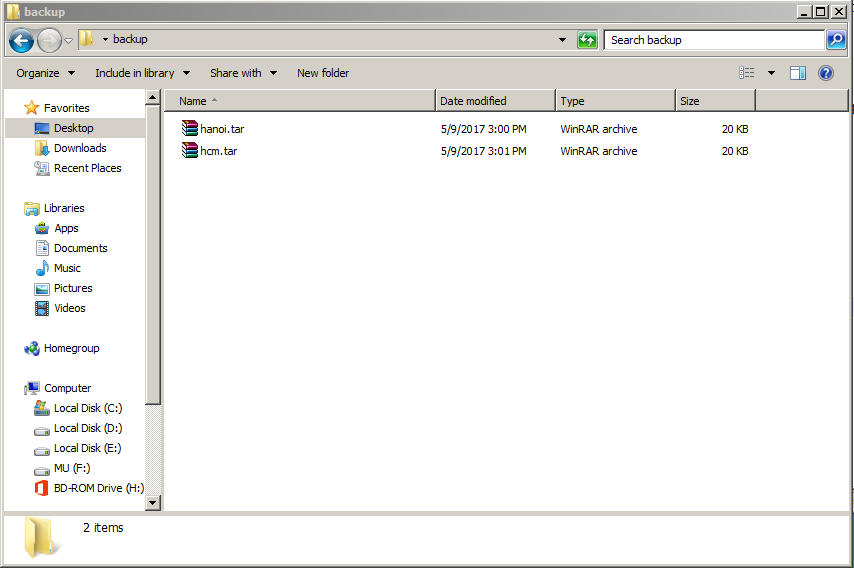 backup
backup
Search backup
Organize Include in library Share with New folder
Favorites
Desktop
Downloads
Recent Places
Libraries
Apps
Documents
Music
Pictures
Videos
Homegroup
Computer
Local Disk (C:)
Local Disk (D:)
Local Disk (E:)
MU (F:)
BD-ROM Drive (H:)
Name Date modified Type Size
hanoi.tar 5/9/2017 3:00 PM WinRAR archive 20 KB
hcm.tar 5/9/2017 3:01 PM WinRAR archive 20 KB
2 items